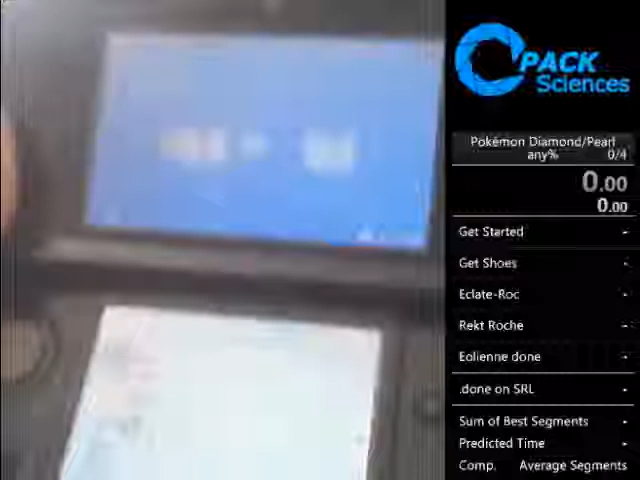 PACK
Sciences
Pokémon Diamond/Pearl
any% 0/4
0.00
0.00
Get Started -
Get Shoes -
Eclate-Roc -
Rekt Roche -
Eolienne done -
.done on SRL -
Sum of Best Segments -
Predicted Time -
Comp. Average Segments